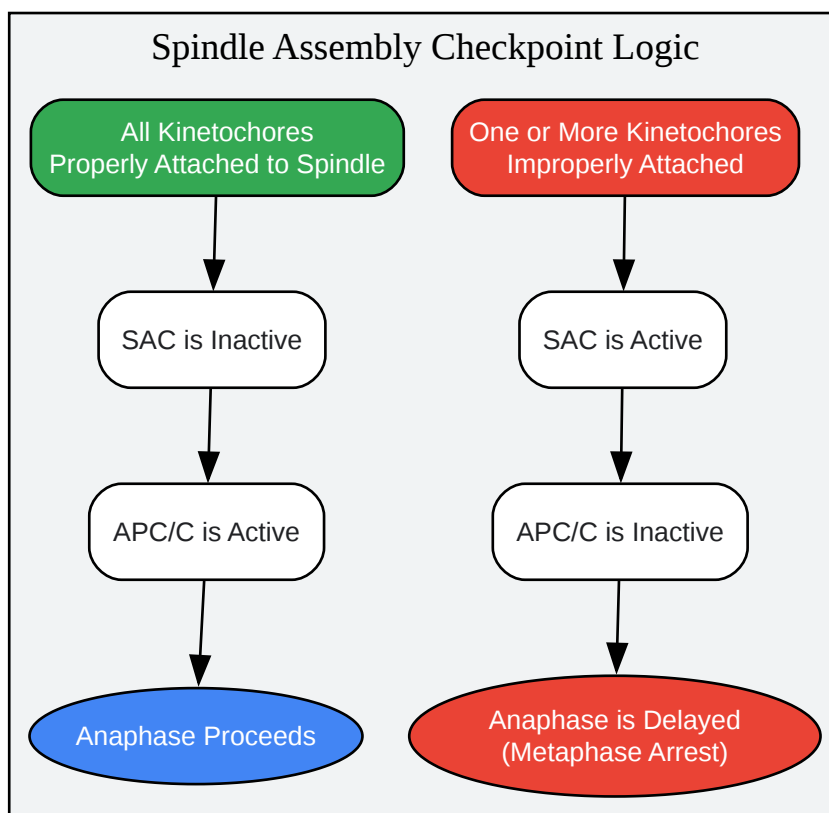 Spindle Assembly Checkpoint Logic
All Kinetochores
Properly Attached to Spindle
SAC is Inactive
APC/C is Active
Anaphase Proceeds
One or More Kinetochores
Improperly Attached
SAC is Active
APC/C is Inactive
Anaphase is Delayed
(Metaphase Arrest)